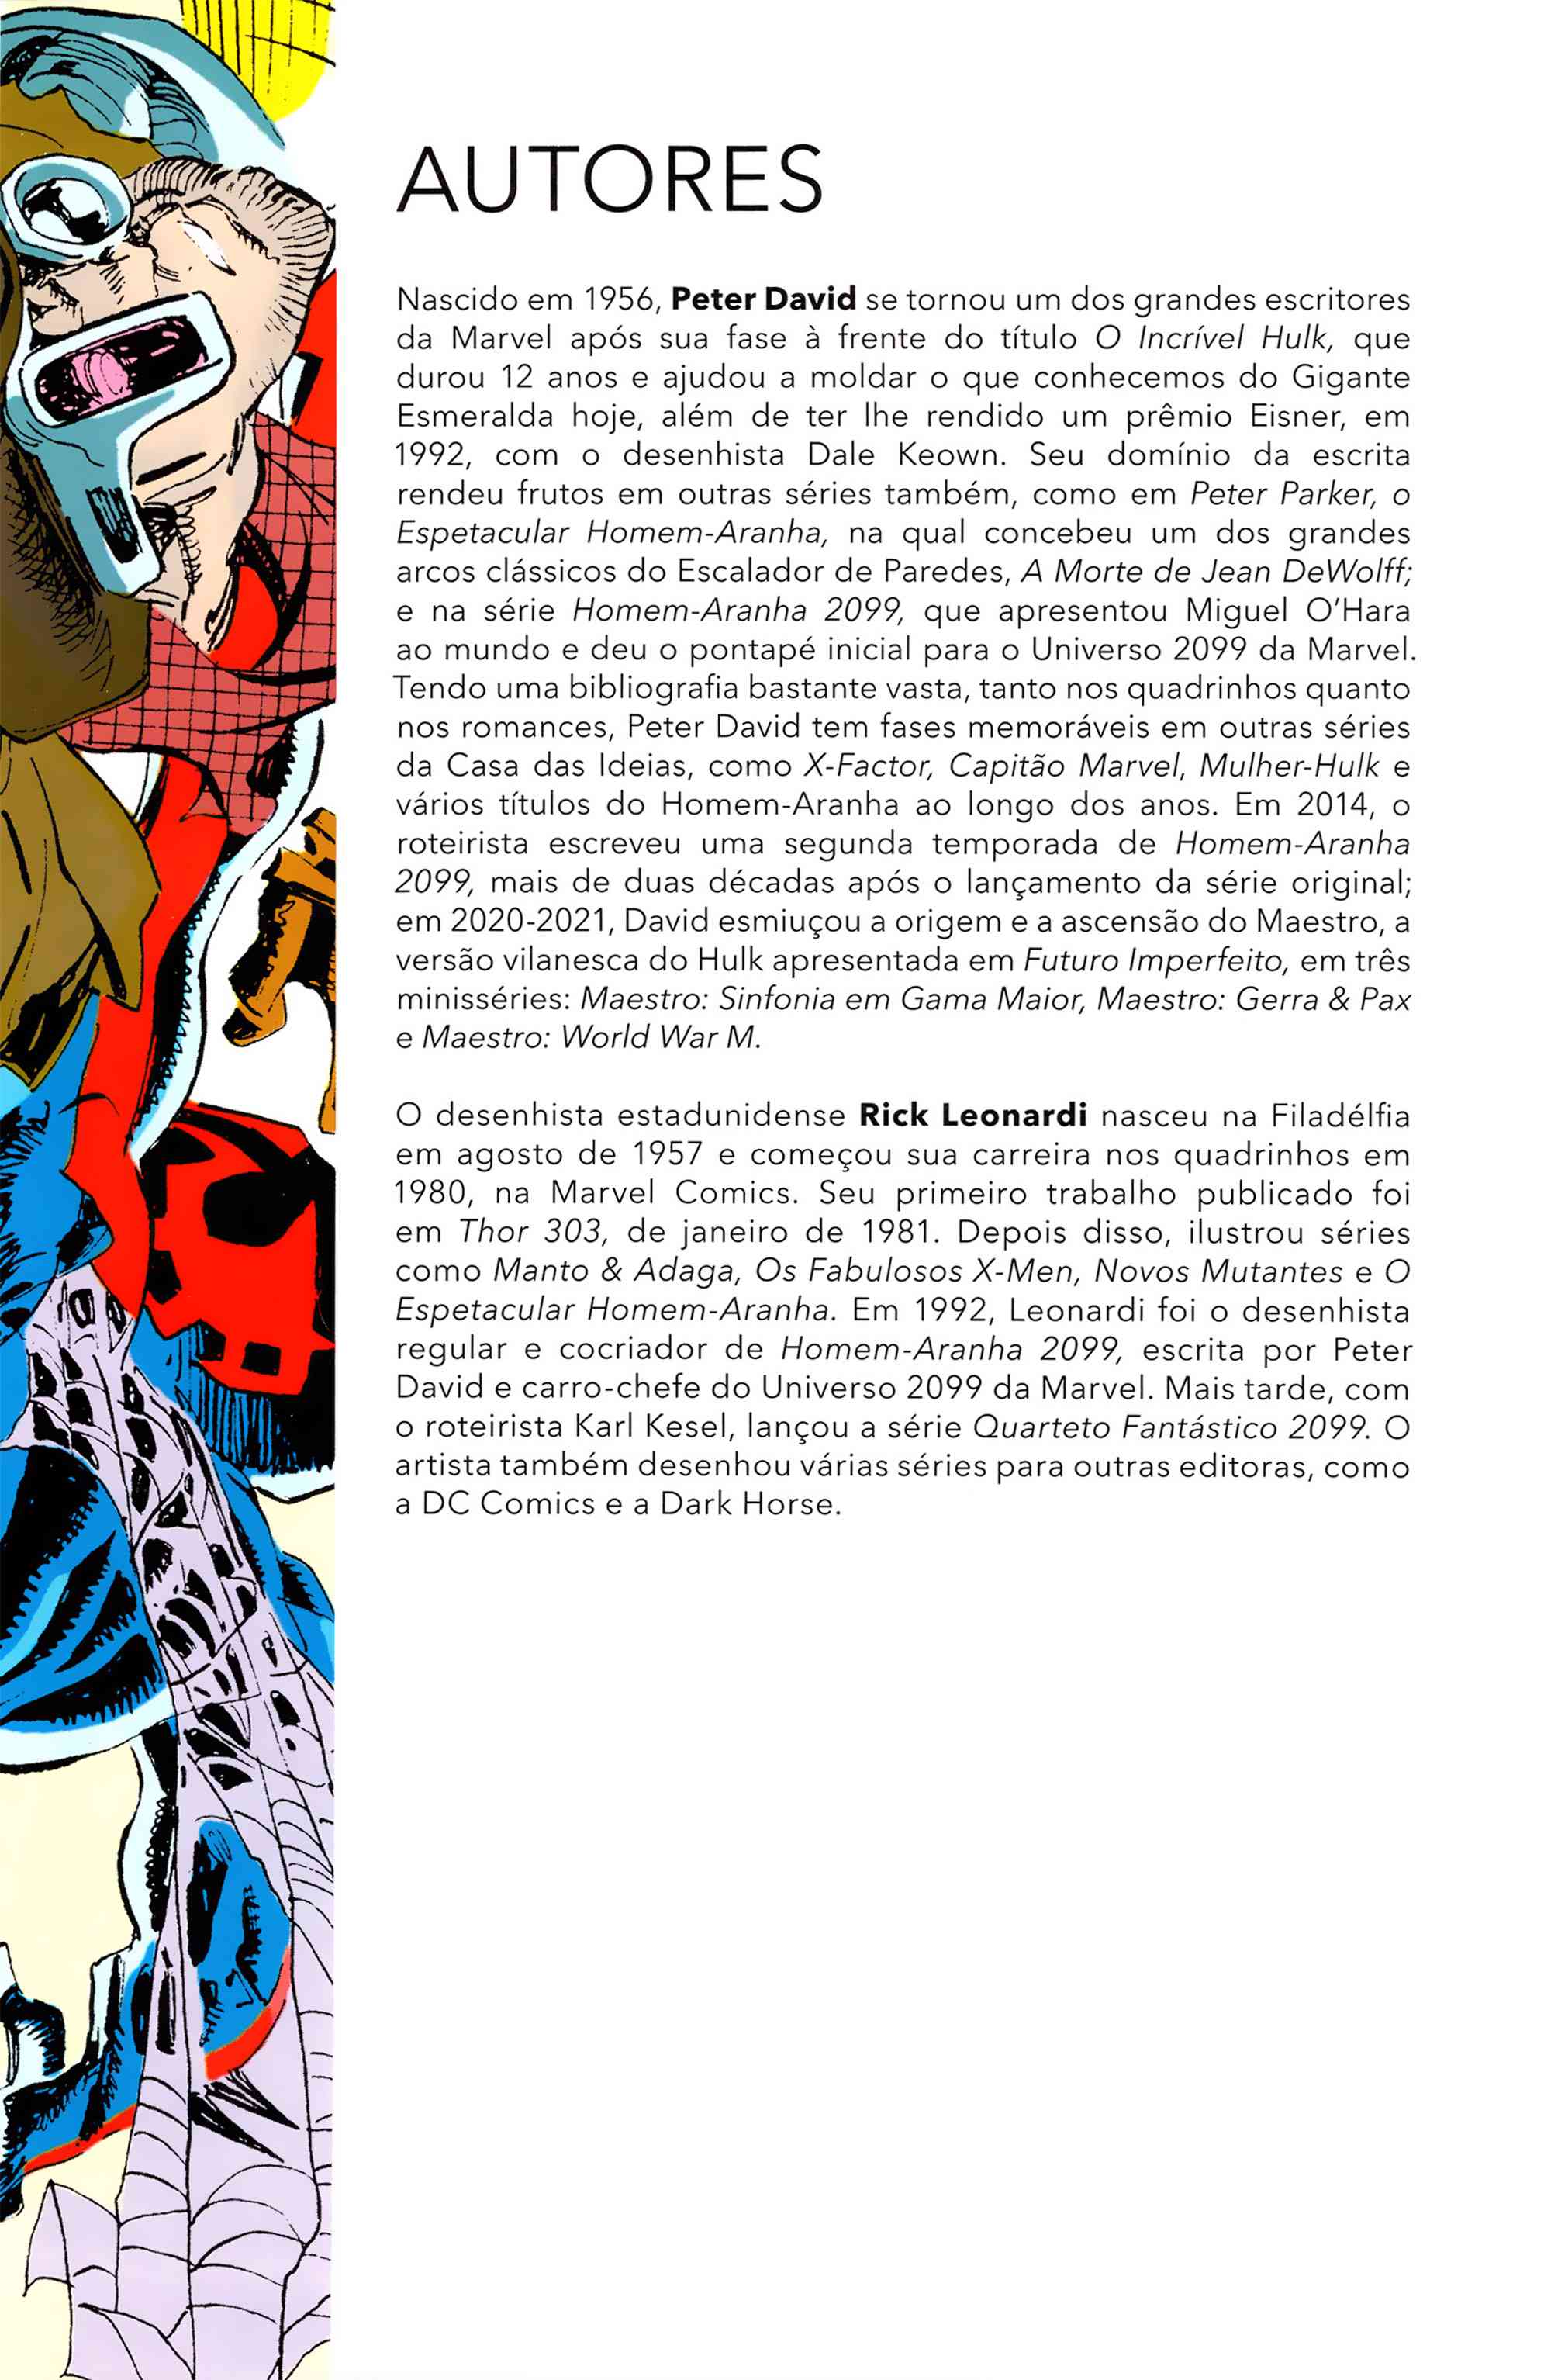 AUTORES
Nascido em 1956, Peter David se tornou um dos grandes escritores
da Marvel após sua fase à frente do título O Incrível Hulk, que
durou 12 anos e ajudou a moldar o que conhecemos do Gigante
Esmeralda hoje, além de ter lhe rendido um prêmio Eisner, em
1992, com o desenhista Dale Keown. Seu domínio da escrita
rendeu frutos em outras séries também, como em Peter Parker, o
Espetacular Homem-Aranha, na qual concebeu um dos grandes
arcos clássicos do Escalador de Paredes, A Morte de Jean DeWolff;
e na série Homem-Aranha 2099, que apresentou Miguel O'Hara
ao mundo e deu o pontapé inicial para o Universo 2099 da Marvel.
Tendo uma bibliografia bastante vasta, tanto nos quadrinhos quanto
nos romances, Peter David tem fases memoráveis em outras séries
da Casa das Ideias, como X-Factor, Capitão Marvel, Mulher-Hulk e
vários títulos do Homem-Aranha ao longo dos anos. Em 2014, o
roteirista escreveu uma segunda temporada de Homem-Aranha
2099, mais de duas décadas após o lançamento da série original;
em 2020-2021, David esmiuçou a origem e a ascensão do Maestro, a
versão vilanesca do Hulk apresentada em Futuro Imperfeito, em três
minisséries: Maestro: Sinfonia em Gama Maior, Maestro: Gerra & Pax
e Maestro: World War M.
O desenhista estadunidense Rick Leonardi nasceu na Filadélfia
em agosto de 1957 e começou sua carreira nos quadrinhos em
1980, na Marvel Comics. Seu primeiro trabalho publicado foi
em Thor 303, de janeiro de 1981. Depois disso, ilustrou séries
como Manto & Adaga, Os Fabulosos X-Men, Novos Mutantes e O
Espetacular Homem-Aranha. Em 1992, Leonardi foi o desenhista
regular e cocriador de Homem-Aranha 2099, escrita por Peter
David e carro-chefe do Universo 2099 da Marvel. Mais tarde, com
o roteirista Karl Kesel, lançou a série Quarteto Fantástico 2099. O
artista também desenhou várias séries para outras editoras, como
a DC Comics e a Dark Horse.